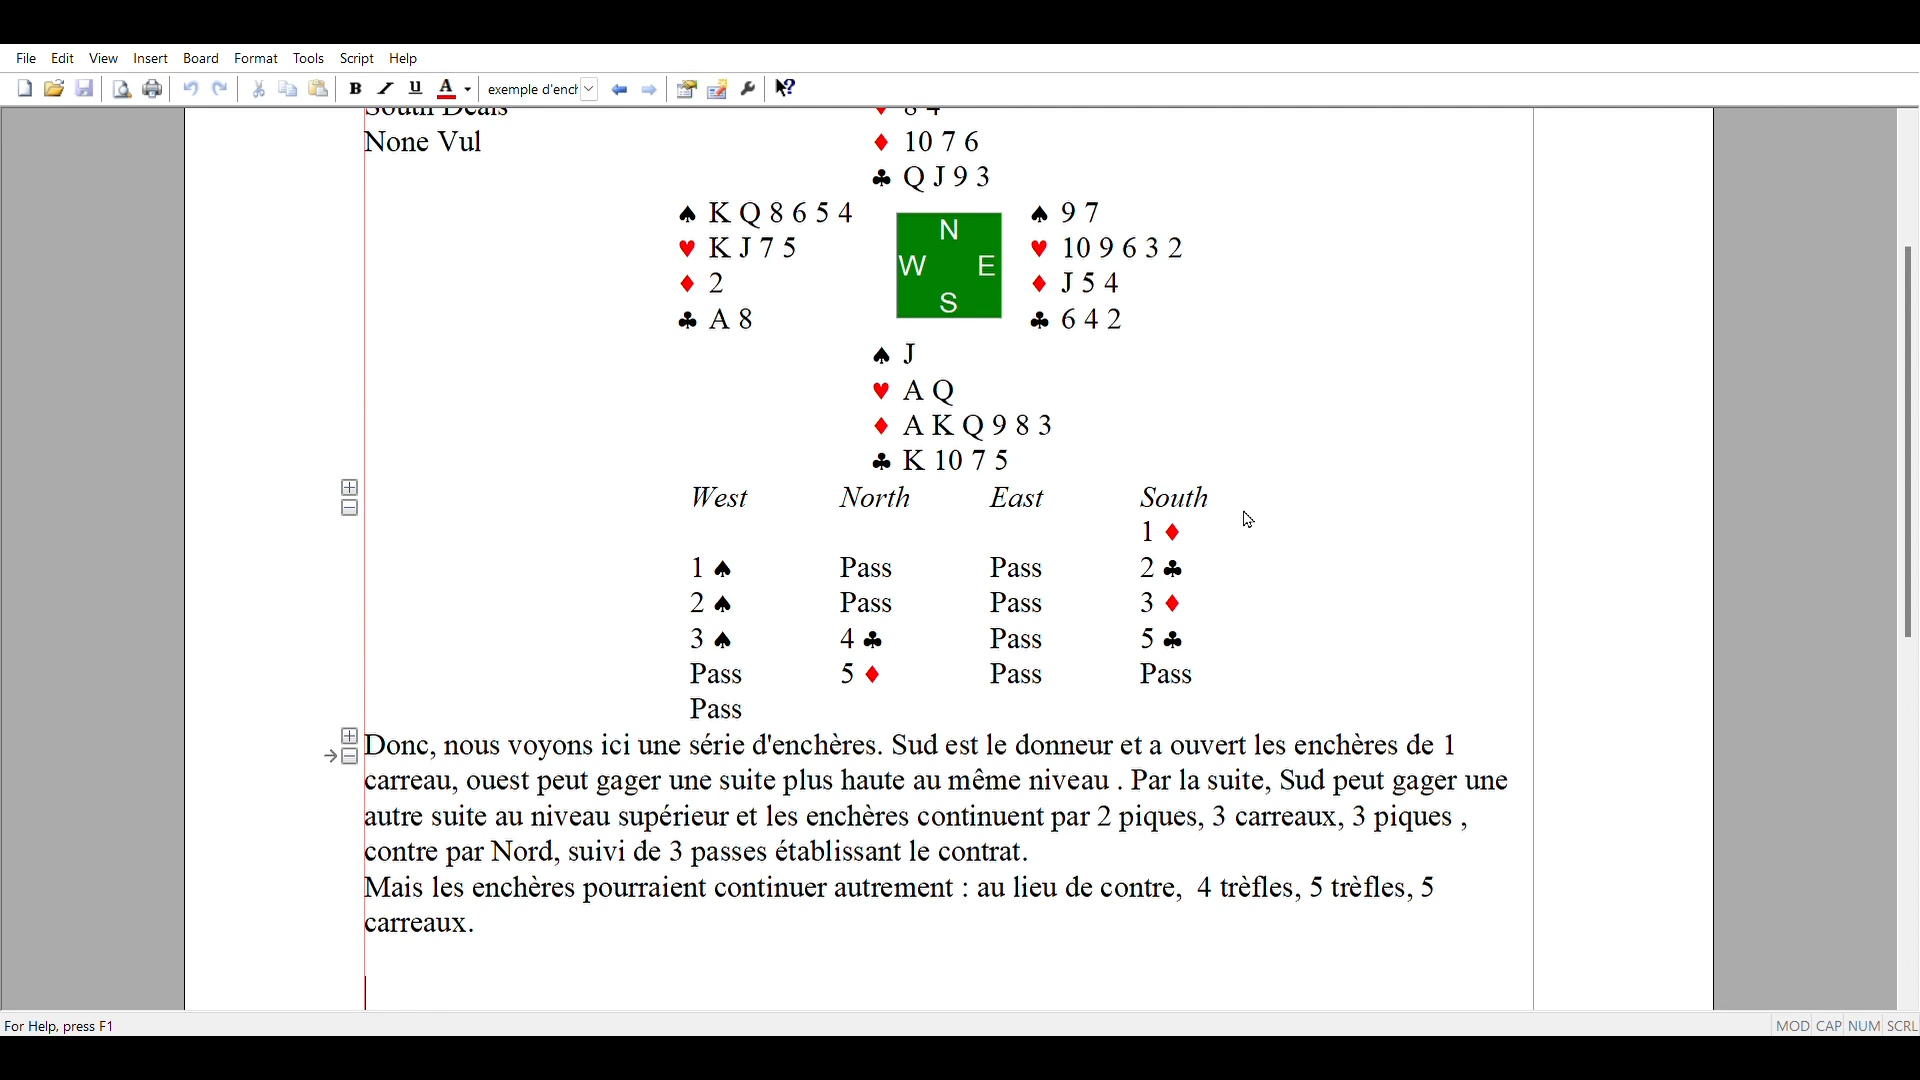 File Edit View Insert Board Format Tools Script Help
B I U A exemple d'ench
South Deals ♥ 8 4
None Vul ♦ 10 7 6
♣ Q J 9 3
♠ K Q 8 6 5 4 ♠ 9 7
♥ K J 7 5 ♥ 10 9 6 3 2
♦ 2 ♦ J 5 4
♣ A 8 ♣ 6 4 2
N
W E
S
♠ J
♥ A Q
♦ A K Q 9 8 3
♣ K 10 7 5
West North East South
1 ♦
1 ♠ Pass Pass 2 ♣
2 ♠ Pass Pass 3 ♦
3 ♠ 4 ♣ Pass 5 ♣
Pass 5 ♦ Pass Pass
Pass
Donc, nous voyons ici une série d'enchères. Sud est le donneur et a ouvert les enchères de 1
carreau, ouest peut gager une suite plus haute au même niveau . Par la suite, Sud peut gager une
autre suite au niveau supérieur et les enchères continuent par 2 piques, 3 carreaux, 3 piques ,
contre par Nord, suivi de 3 passes établissant le contrat.
Mais les enchères pourraient continuer autrement : au lieu de contre, 4 trèfles, 5 trèfles, 5
carreaux.
For Help, press F1 MOD CAP NUM SCRL